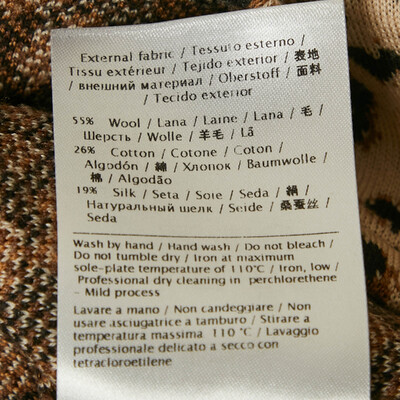 External fabric / Tessuto esterno /
Tissu extérieur / Tejido exterior / 表地
/ внешний материал / Oberstoff / 面料
/ Tecido exterior
55% Wool / Lana / Laine / Lana / 毛 /
Шерсть / Wolle / 羊毛 / Lã
26% Cotton / Cotone / Coton /
Algodón / 綿 / Хлопок / Baumwolle /
棉 / Algodão
19% Silk / Seta / Soie / Seda / 絹 /
Натуральный шелк / Seide / 桑蚕丝 /
Seda
Wash by hand / Hand wash / Do not bleach /
Do not tumble dry / Iron at maximum
sole-plate temperature of 110°C / Iron, low /
Professional dry cleaning in perchlorethene
- Mild process
Lavare a mano / Non candeggiare / Non
usare asciugatrice a tamburo / Stirare a
temperatura massima 110 °C / Lavaggio
professionale delicato a secco con
tetracloroetilene